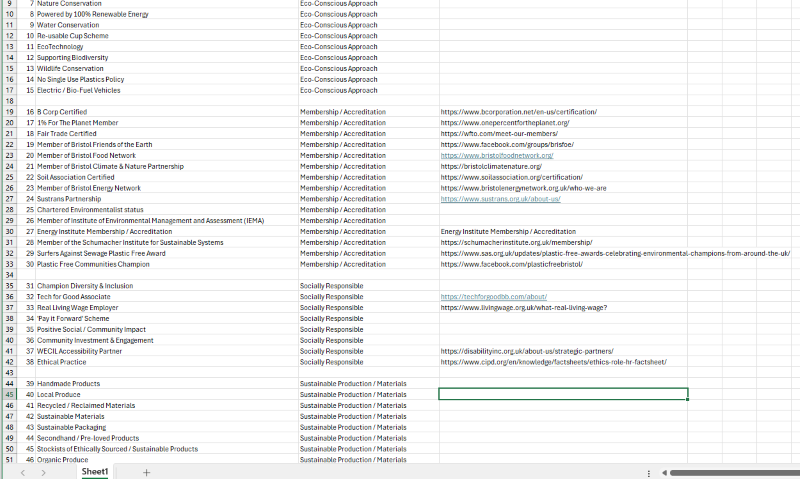 9 7 Nature Conservation Eco-Conscious Approach
10 8 Powered by 100% Renewable Energy Eco-Conscious Approach
11 9 Water Conservation Eco-Conscious Approach
12 10 Re-usable Cup Scheme Eco-Conscious Approach
13 11 EcoTechnology Eco-Conscious Approach
14 12 Supporting Biodiversity Eco-Conscious Approach
15 13 Wildlife Conservation Eco-Conscious Approach
16 14 No Single Use Plastics Policy Eco-Conscious Approach
17 15 Electric / Bio-Fuel Vehicles Eco-Conscious Approach
18
19 16 B Corp Certified Membership / Accreditation https://www.bcorporation.net/en-us/certification/
20 17 1% For The Planet Member Membership / Accreditation https://www.onepercentfortheplanet.org/
21 18 Fair Trade Certified Membership / Accreditation https://wfto.com/meet-our-members/
22 19 Member of Bristol Friends of the Earth Membership / Accreditation https://www.facebook.com/groups/brisfoe/
23 20 Member of Bristol Food Network Membership / Accreditation https://www.bristolfoodnetwork.org/
24 21 Member of Bristol Climate & Nature Partnership Membership / Accreditation https://bristolclimatenature.org/
25 22 Soil Association Certified Membership / Accreditation https://www.soilassociation.org/certification/
26 23 Member of Bristol Energy Network Membership / Accreditation https://www.bristolenergynetwork.org.uk/who-we-are
27 24 Sustrans Partnership Membership / Accreditation https://www.sustrans.org.uk/about-us/
28 25 Chartered Environmentalist status Membership / Accreditation
29 26 Member of Institute of Environmental Management and Assessment (IEMA) Membership / Accreditation
30 27 Energy Institute Membership / Accreditation Membership / Accreditation Energy Institute Membership / Accreditation
31 28 Member of the Schumacher Institute for Sustainable Systems Membership / Accreditation https://schumacherinstitute.org.uk/membership/
32 29 Surfers Against Sewage Plastic Free Award Membership / Accreditation https://www.sas.org.uk/updates/plastic-free-awards-celebrating-environmental-champions-from-around-the-uk/
33 30 Plastic Free Communities Champion Membership / Accreditation https://www.facebook.com/plasticfreebristol/
34
35 31 Champion Diversity & Inclusion Socially Responsible
36 32 Tech for Good Associate Socially Responsible https://techforgoodbb.com/about/
37 33 Real Living Wage Employer Socially Responsible https://www.livingwage.org.uk/what-real-living-wage?
38 34 'Pay it Forward' Scheme Socially Responsible
39 35 Positive Social / Community Impact Socially Responsible
40 36 Community Investment & Engagement Socially Responsible
41 37 WECIL Accessibility Partner Socially Responsible https://disabilityinc.org.uk/about-us/strategic-partners/
42 38 Ethical Practice Socially Responsible https://www.cipd.org/en/knowledge/factsheets/ethics-role-hr-factsheet/
43
44 39 Handmade Products Sustainable Production / Materials
45 40 Local Produce Sustainable Production / Materials
46 41 Recycled / Reclaimed Materials Sustainable Production / Materials
47 42 Sustainable Materials Sustainable Production / Materials
48 43 Sustainable Packaging Sustainable Production / Materials
49 44 Secondhand / Pre-loved Products Sustainable Production / Materials
50 45 Stockists of Ethically Sourced / Sustainable Products Sustainable Production / Materials
51 46 Organic Produce Sustainable Production / Materials
Sheet1